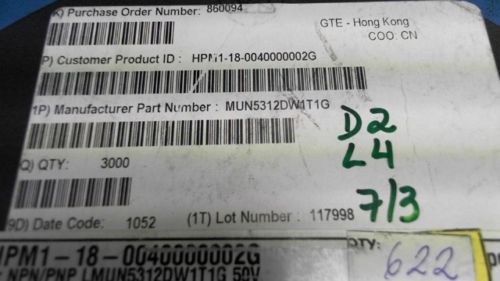 K) Purchase Order Number: 860094
GTE - Hong Kong
COO: CN
P) Customer Product ID : HPM1-18-0040000002G
1P) Manufacturer Part Number : MUN5312DW1T1G
D2
L4
Q) QTY: 3000
7/3
9D) Date Code: 1052 (1T) Lot Number : 117998
HPM1-18-0040000002G
QTY:
622
: NPN/PNP LMUN5312DW1T1G 50V